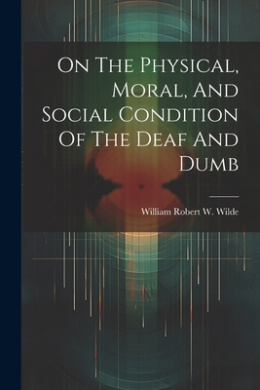 On The Physical,
Moral, And
Social Condition
Of The Deaf And
Dumb
William Robert W. Wilde